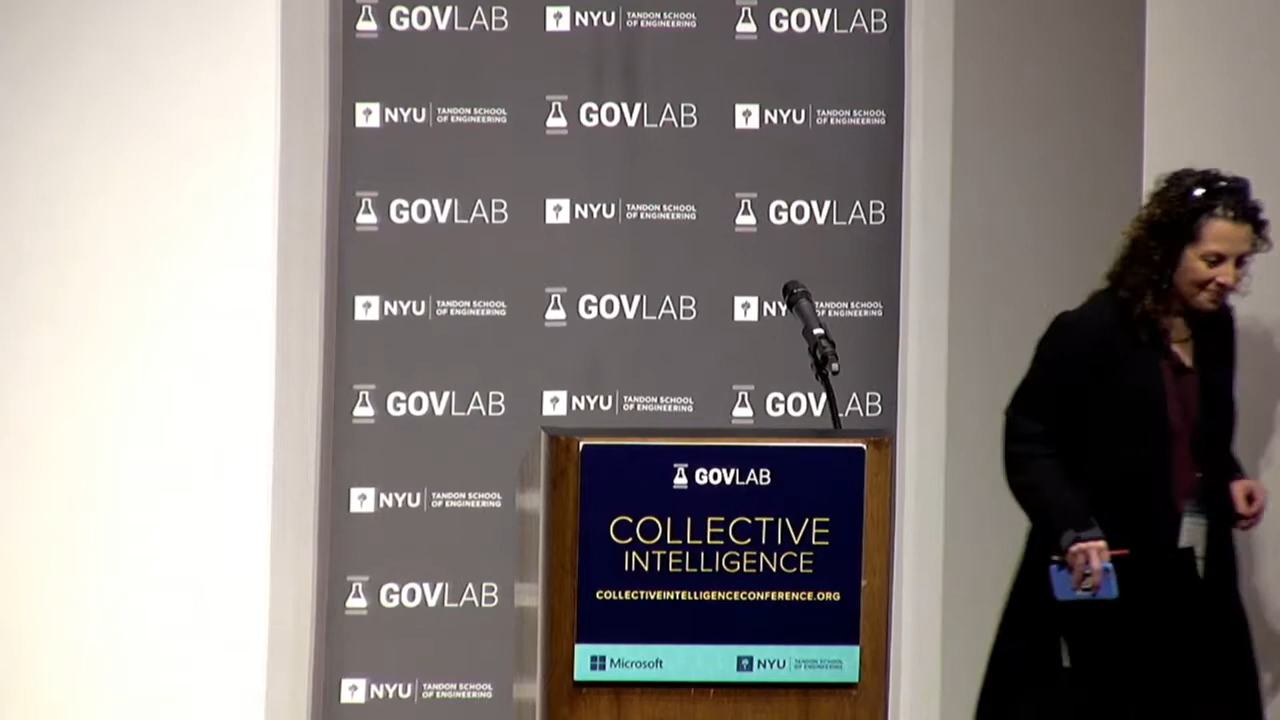 GOVLAB
NYU TANDON SCHOOL
OF ENGINEERING
GOVLAB
NYU TANDON SCHOOL
OF ENGINEERING
GOVLAB
NYU TANDON SCHOOL
OF ENGINEERING
GOVLAB
NYU TANDON SCHOOL
OF ENGINEERING
GOVLAB
NYU TANDON SCHOOL
OF ENGINEERING
GOVLAB
NYU TANDON SCHOOL
OF ENGINEERING
GOVLAB
NYU TANDON SCHOOL
OF ENGINEERING
GOVLAB
NYU TANDON SCHOOL
OF ENGINEERING
GOVLAB
NYU TANDON SCHOOL
OF ENGINEERING
GOVLAB
NYU TANDON SCHOOL
OF ENGINEERING
GOVLAB
GOVLAB
COLLECTIVE
INTELLIGENCE
COLLECTIVEINTELLIGENCECONFERENCE.ORG
Microsoft
NYU TANDON SCHOOL
OF ENGINEERING